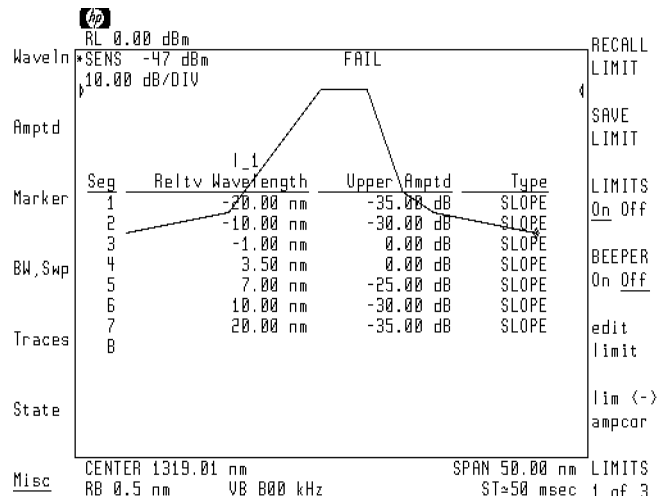 hp
RL 0.00 dBm
*SENS -47 dBm
10.00 dB/DIV
FAIL
Waveln
Amptd
Marker
BW,Swp
Traces
State
Misc
l_1
Seg Reltv Wavelength Upper Amptd Type
1 -20.00 nm -35.00 dB SLOPE
2 -10.00 nm -30.00 dB SLOPE
3 -1.00 nm 0.00 dB SLOPE
4 3.50 nm 0.00 dB SLOPE
5 7.00 nm -25.00 dB SLOPE
6 10.00 nm -30.00 dB SLOPE
7 20.00 nm -35.00 dB SLOPE
8
CENTER 1319.01 nm SPAN 50.00 nm
RB 0.5 nm VB 800 kHz ST≈50 msec
RECALL
LIMIT
SAVE
LIMIT
LIMITS
On Off
BEEPER
On Off
edit
limit
lim <->
ampcor
LIMITS
1 of 3